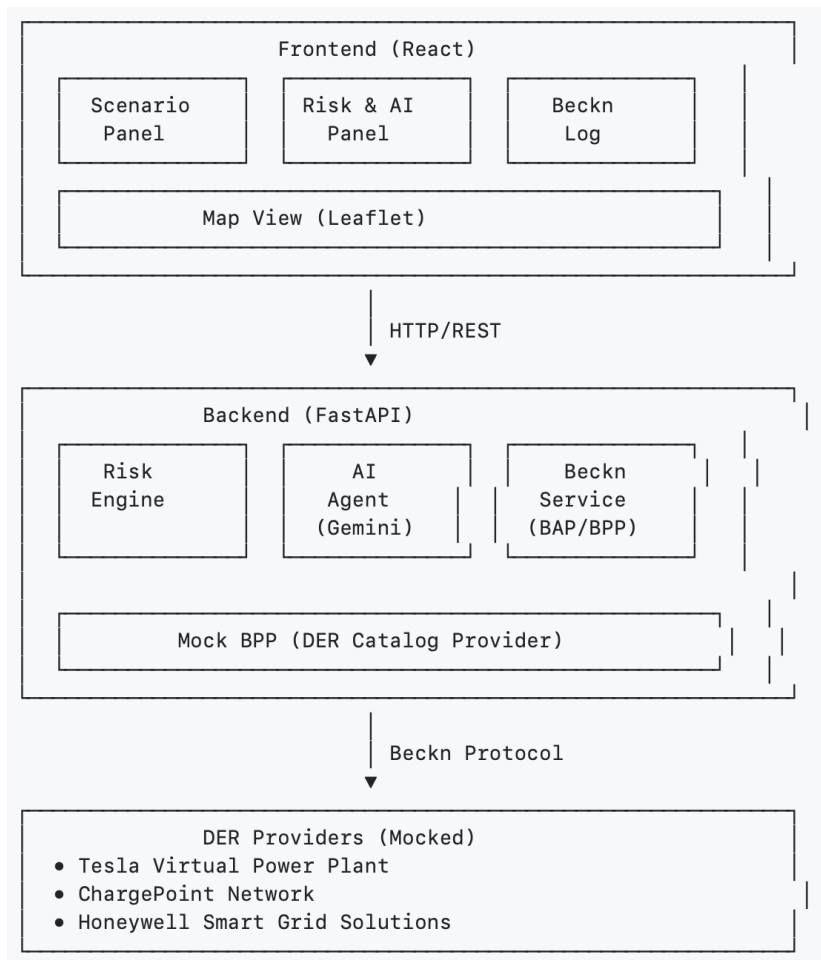 Frontend (React)
Scenario Panel
Risk & AI Panel
Beckn Log
Map View (Leaflet)
HTTP/REST
Backend (FastAPI)
Risk Engine
AI Agent (Gemini)
Beckn Service (BAP/BPP)
Mock BPP (DER Catalog Provider)
Beckn Protocol
DER Providers (Mocked)
• Tesla Virtual Power Plant
• ChargePoint Network
• Honeywell Smart Grid Solutions